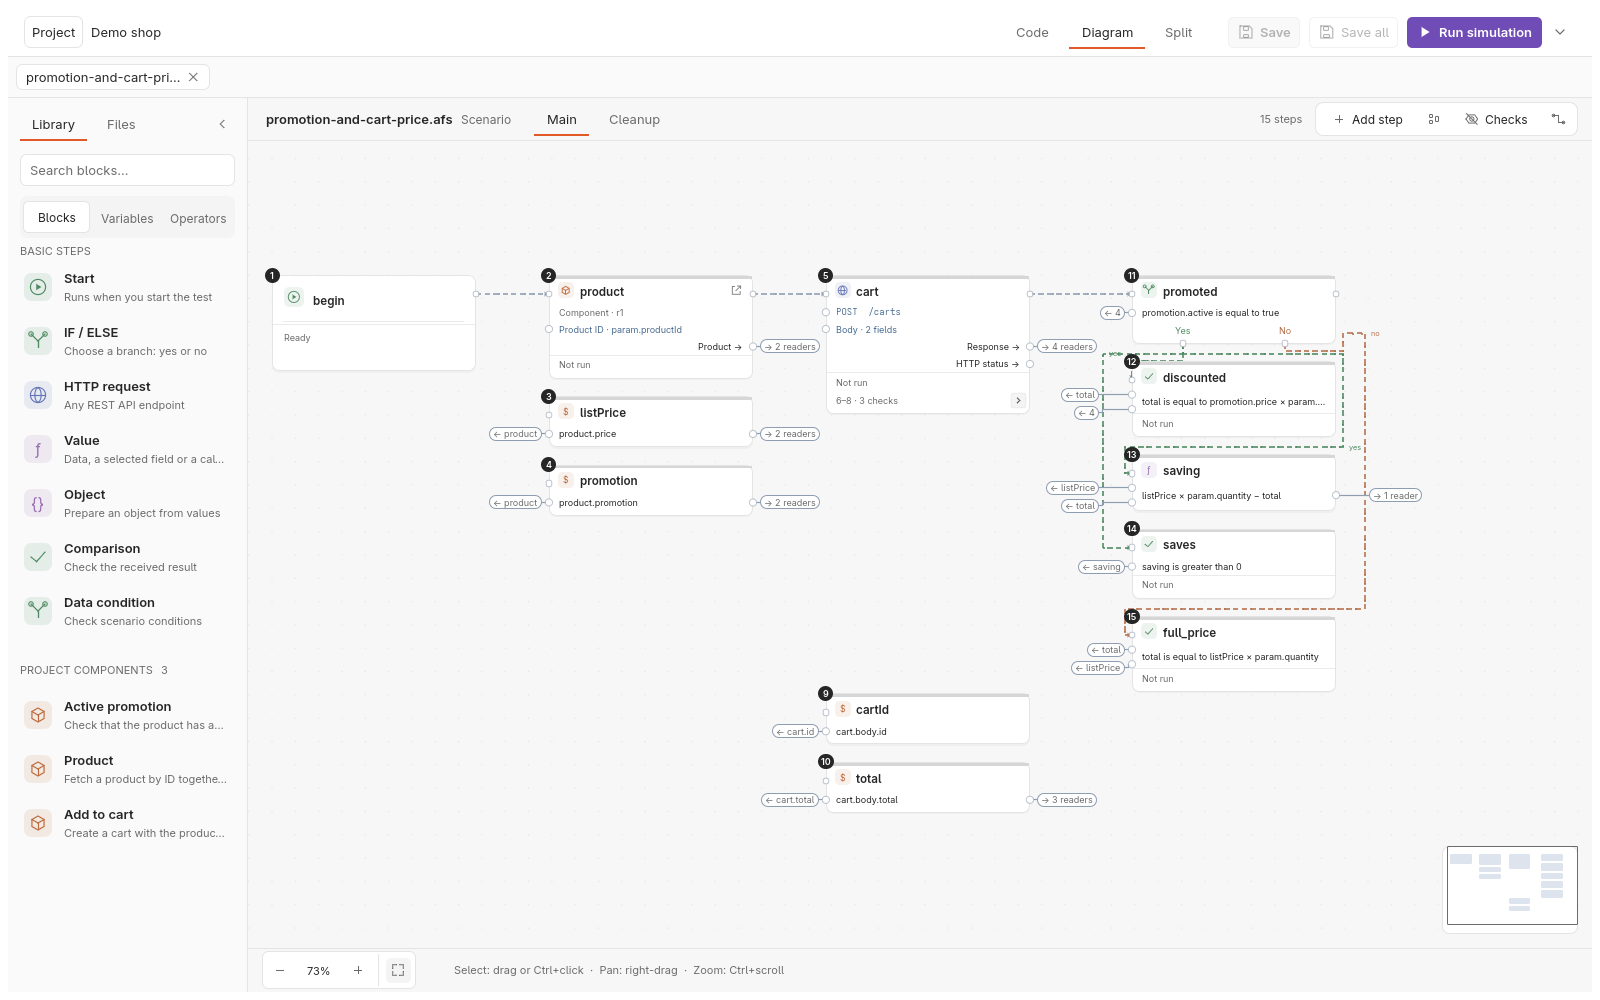 Project
Demo shop
Code
Diagram
Split
Save
Save all
Run simulation
promotion-and-cart-pri...
Library
Files
promotion-and-cart-price.afs
Scenario
Main
Cleanup
15 steps
Add step
Checks
Search blocks...
Blocks
Variables
Operators
BASIC STEPS
Start
Runs when you start the test
IF / ELSE
Choose a branch: yes or no
HTTP request
Any REST API endpoint
Value
Data, a selected field or a cal...
Object
Prepare an object from values
Comparison
Check the received result
Data condition
Check scenario conditions
PROJECT COMPONENTS 3
Active promotion
Check that the product has a...
Product
Fetch a product by ID togethe...
Add to cart
Create a cart with the produc...
1
begin
Ready
2
product
Component · r1
Product ID · param.productId
Product →
→ 2 readers
Not run
3
listPrice
← product
product.price
→ 2 readers
4
promotion
← product
product.promotion
→ 2 readers
5
cart
POST /carts
Body · 2 fields
Response →
→ 4 readers
HTTP status →
Not run
6–8 · 3 checks
9
cartId
← cart.id
cart.body.id
10
total
← cart.total
cart.body.total
→ 3 readers
11
promoted
← 4
promotion.active is equal to true
Yes
No
no
yes
12
discounted
← total
total is equal to promotion.price × param....
← 4
Not run
yes
13
saving
← listPrice
listPrice × param.quantity − total
→ 1 reader
← total
14
saves
← saving
saving is greater than 0
Not run
15
full_price
← total
total is equal to listPrice × param.quantity
← listPrice
Not run
73%
Select: drag or Ctrl+click · Pan: right-drag · Zoom: Ctrl+scroll